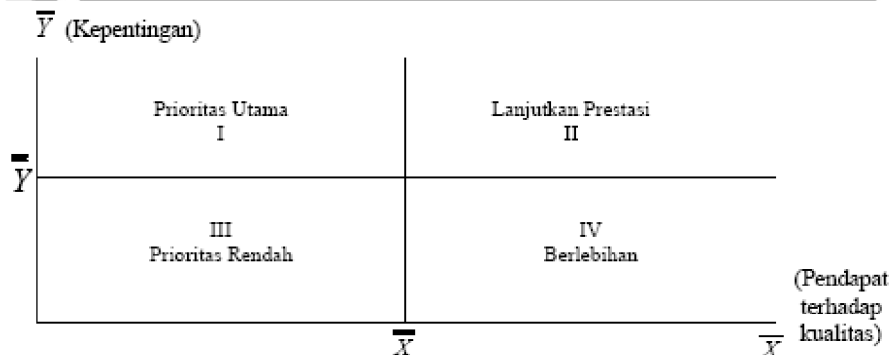 Y̅ (Kepentingan)
Prioritas Utama
I
Lanjutkan Prestasi
II
Y̿
III
Prioritas Rendah
IV
Berlebihan
(Pendapat
terhadap
kualitas)
X̿
X̅